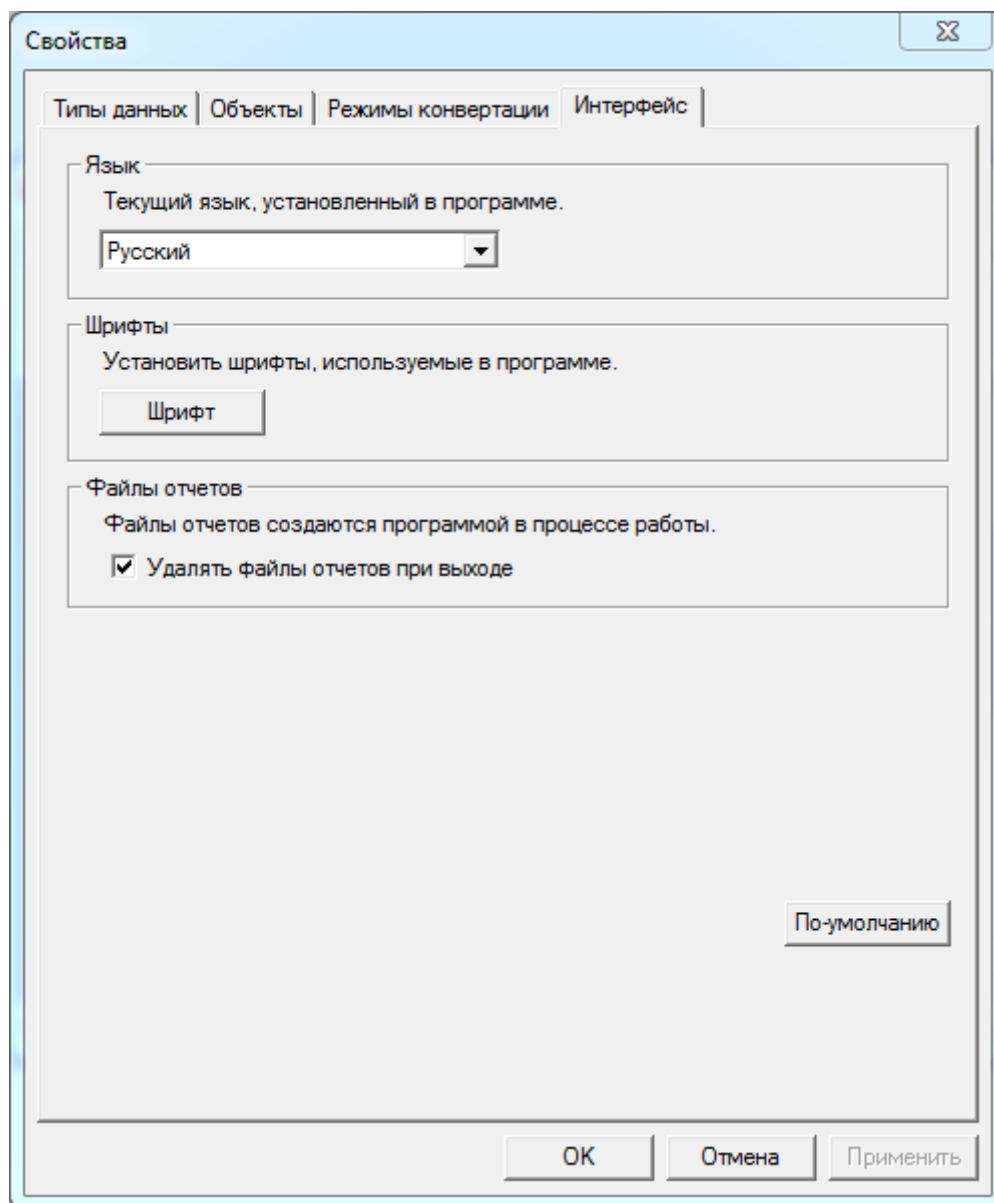 Свойства
Типы данных Объекты Режимы конвертации Интерфейс
Язык
Текущий язык, установленный в программе.
Русский
Шрифты
Установить шрифты, используемые в программе.
Шрифт
Файлы отчетов
Файлы отчетов создаются программой в процессе работы.
Удалять файлы отчетов при выходе
По-умолчанию
OK Отмена Применить